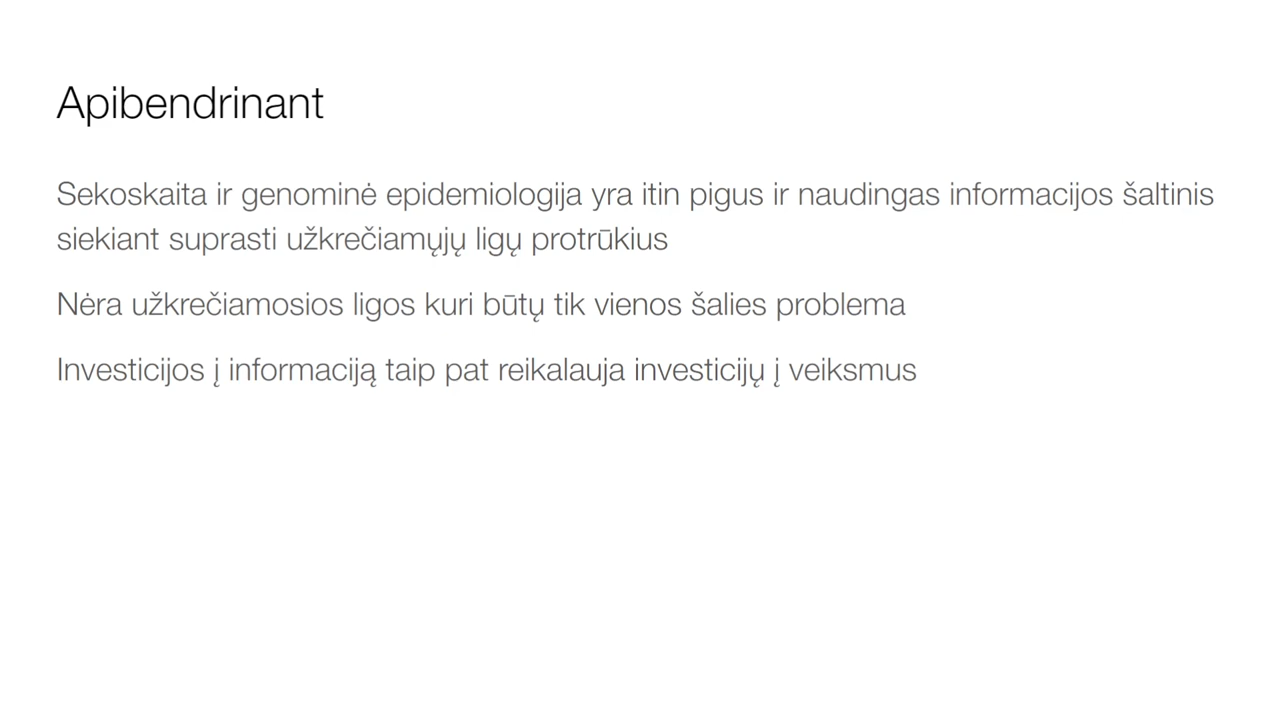 Apibendrinant
Sekoskaita ir genominė epidemiologija yra itin pigus ir naudingas informacijos šaltinis
siekiant suprasti užkrečiamųjų ligų protrūkius
Nėra užkrečiamosios ligos kuri būtų tik vienos šalies problema
Investicijos į informaciją taip pat reikalauja investicijų į veiksmus